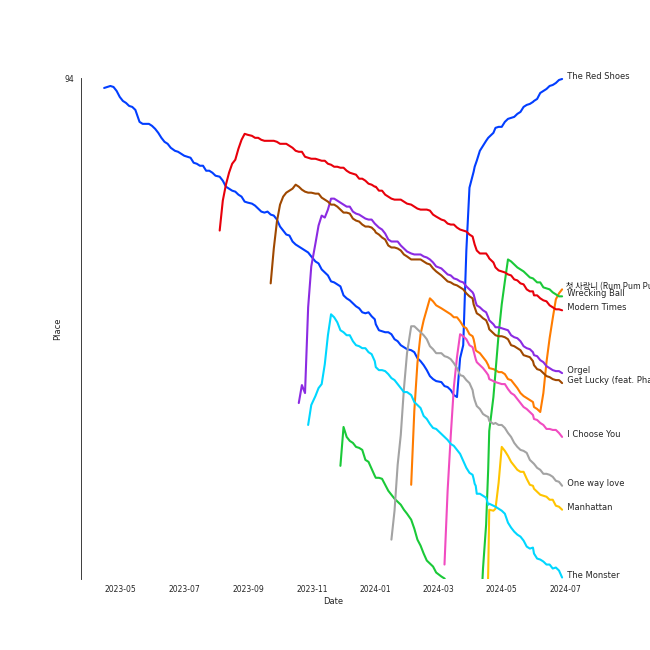 94
The Red Shoes
첫 사랑니 (Rum Pum Pu
Wrecking Ball
Modern Times
Place
Orgel
Get Lucky (feat. Pha
I Choose You
One way love
Manhattan
The Monster
2023-05 2023-07 2023-09 2023-11 2024-01 2024-03 2024-05 2024-07
Date